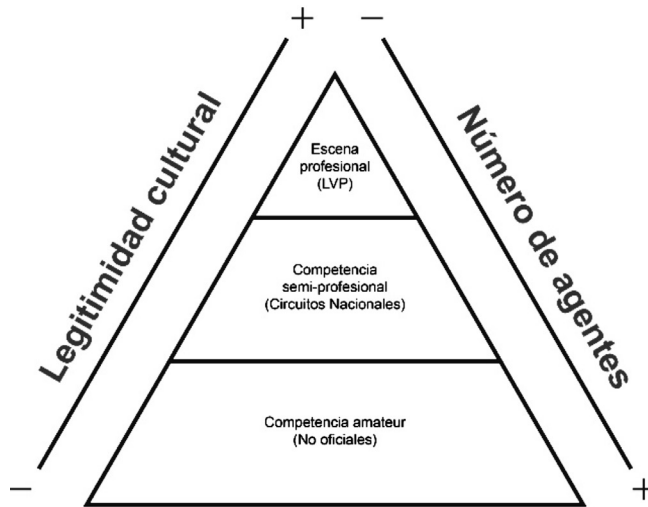 +
−
Legitimidad cultural
Número de agentes
Escena
profesional
(LVP)
Competencia
semi-profesional
(Circuitos Nacionales)
Competencia amateur
(No oficiales)
−
+